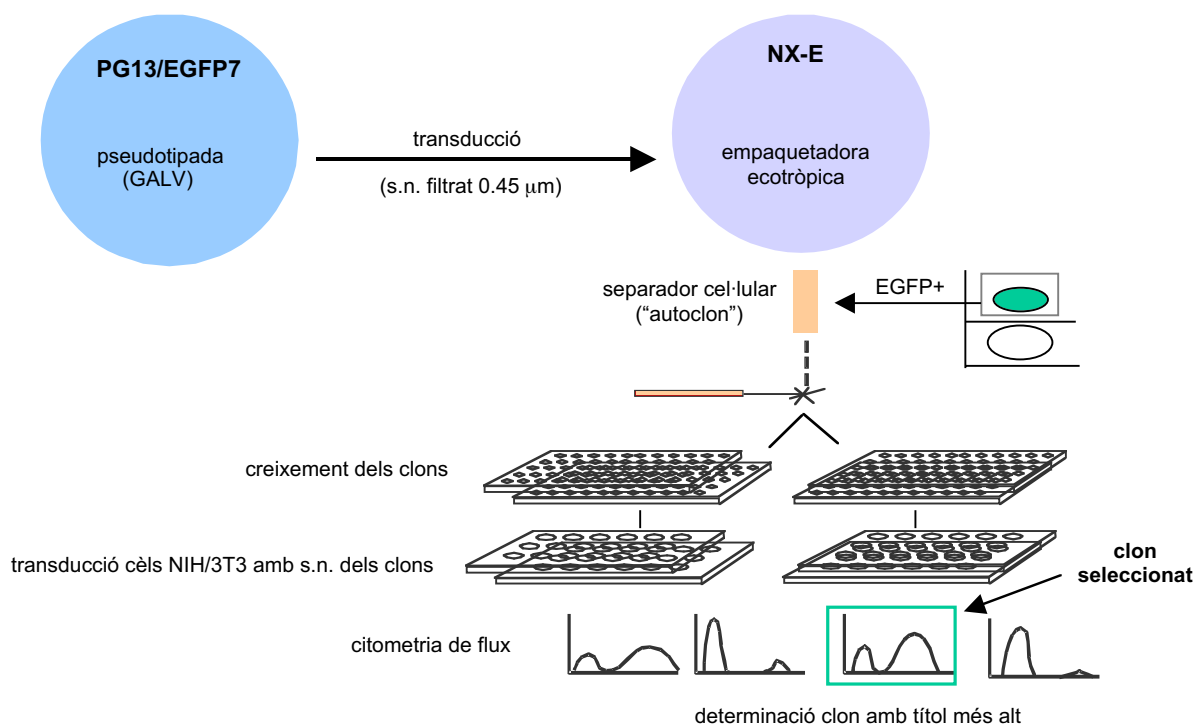 PG13/EGFP7
pseudotipada
(GALV)
transducció
(s.n. filtrat 0.45 μm)
NX-E
empaquetadora
ecotròpica
separador cel·lular
(“autoclon”)
EGFP+
creixement dels clons
transducció cèls NIH/3T3 amb s.n. dels clons
clon
seleccionat
citometria de flux
determinació clon amb títol més alt